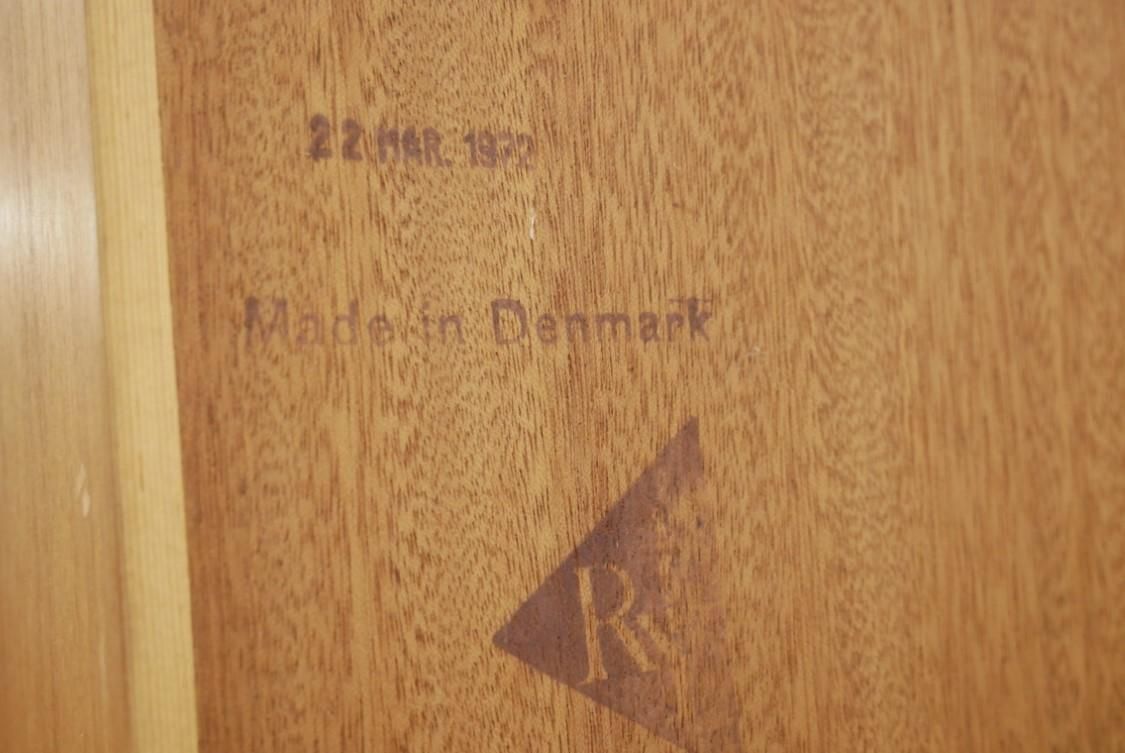 22 MAR. 1972
Made in Denmark
R